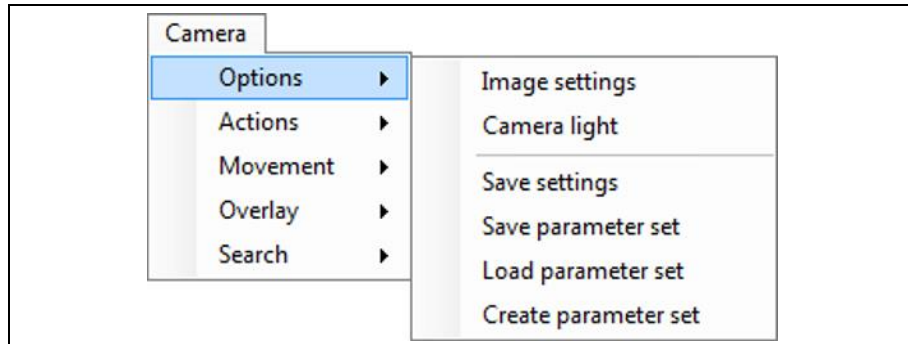 Camera
Options
Actions
Movement
Overlay
Search
Image settings
Camera light
Save settings
Save parameter set
Load parameter set
Create parameter set